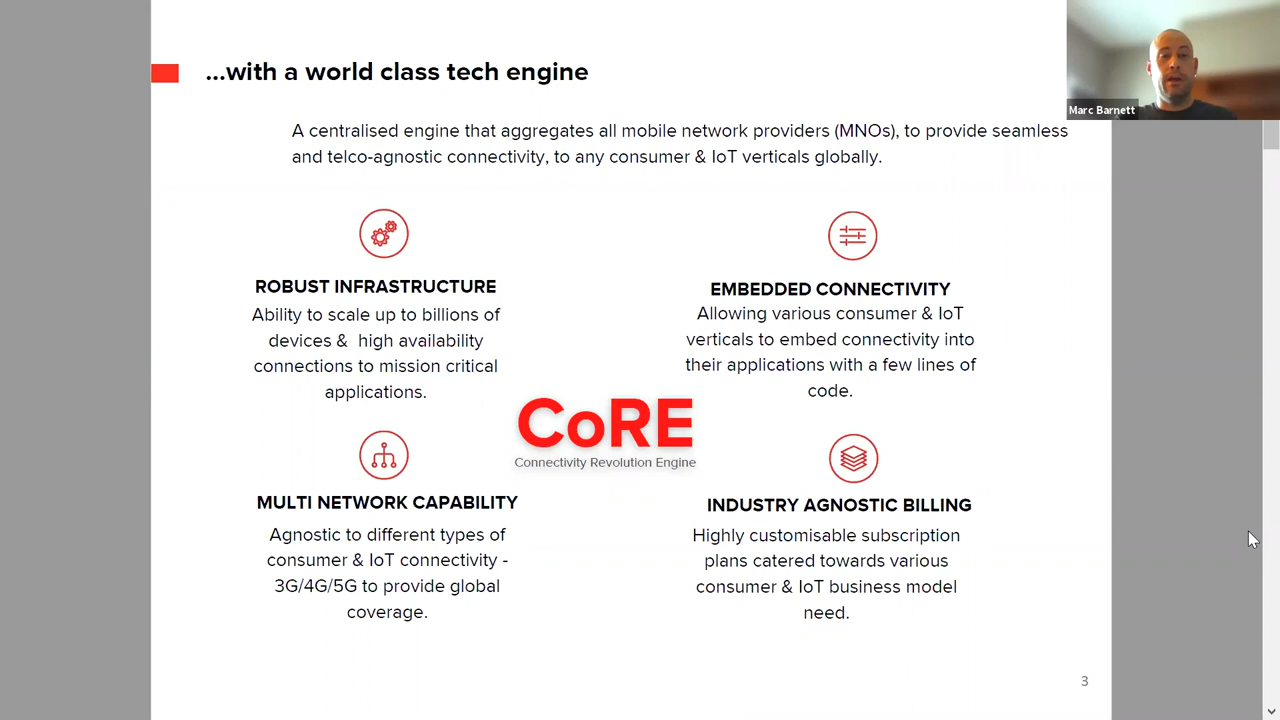 ...with a world class tech engine
Marc Barnett
A centralised engine that aggregates all mobile network providers (MNOs), to provide seamless
and telco-agnostic connectivity, to any consumer & IoT verticals globally.
ROBUST INFRASTRUCTURE
Ability to scale up to billions of
devices &  high availability
connections to mission critical
applications.
EMBEDDED CONNECTIVITY
Allowing various consumer & IoT
verticals to embed connectivity into
their applications with a few lines of
code.
CoRE
Connectivity Revolution Engine
MULTI NETWORK CAPABILITY
Agnostic to different types of
consumer & IoT connectivity -
3G/4G/5G to provide global
coverage.
INDUSTRY AGNOSTIC BILLING
Highly customisable subscription
plans catered towards various
consumer & IoT business model
need.
3